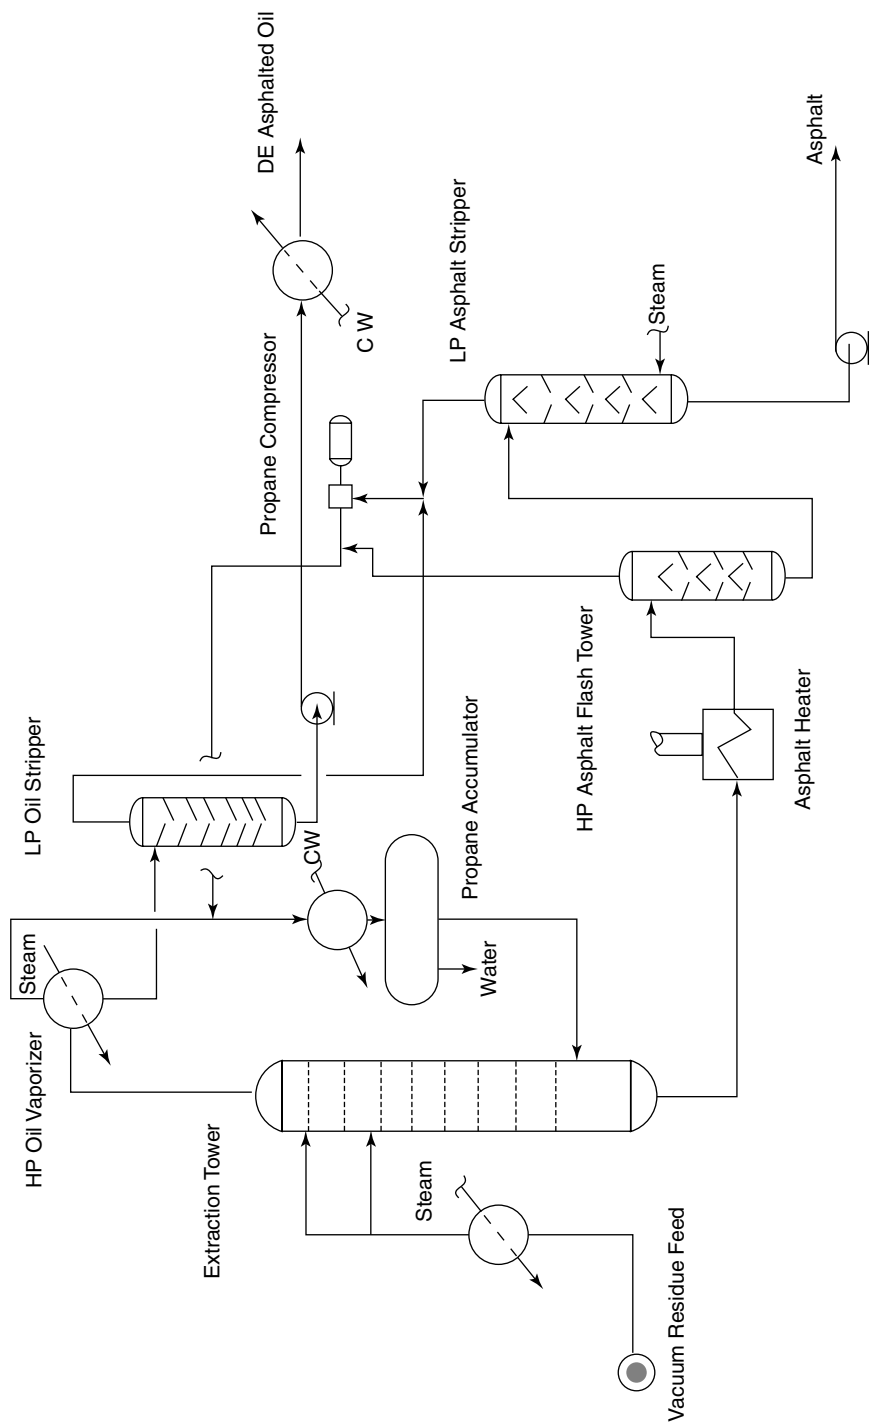 DE Asphalted Oil
Asphalt
LP Asphalt Stripper
Steam
C W
Propane Compressor
LP Oil Stripper
HP Asphalt Flash Tower
Asphalt Heater
Propane Accumulator
CW
Steam
Water
HP Oil Vaporizer
Extraction Tower
Steam
Vacuum Residue Feed